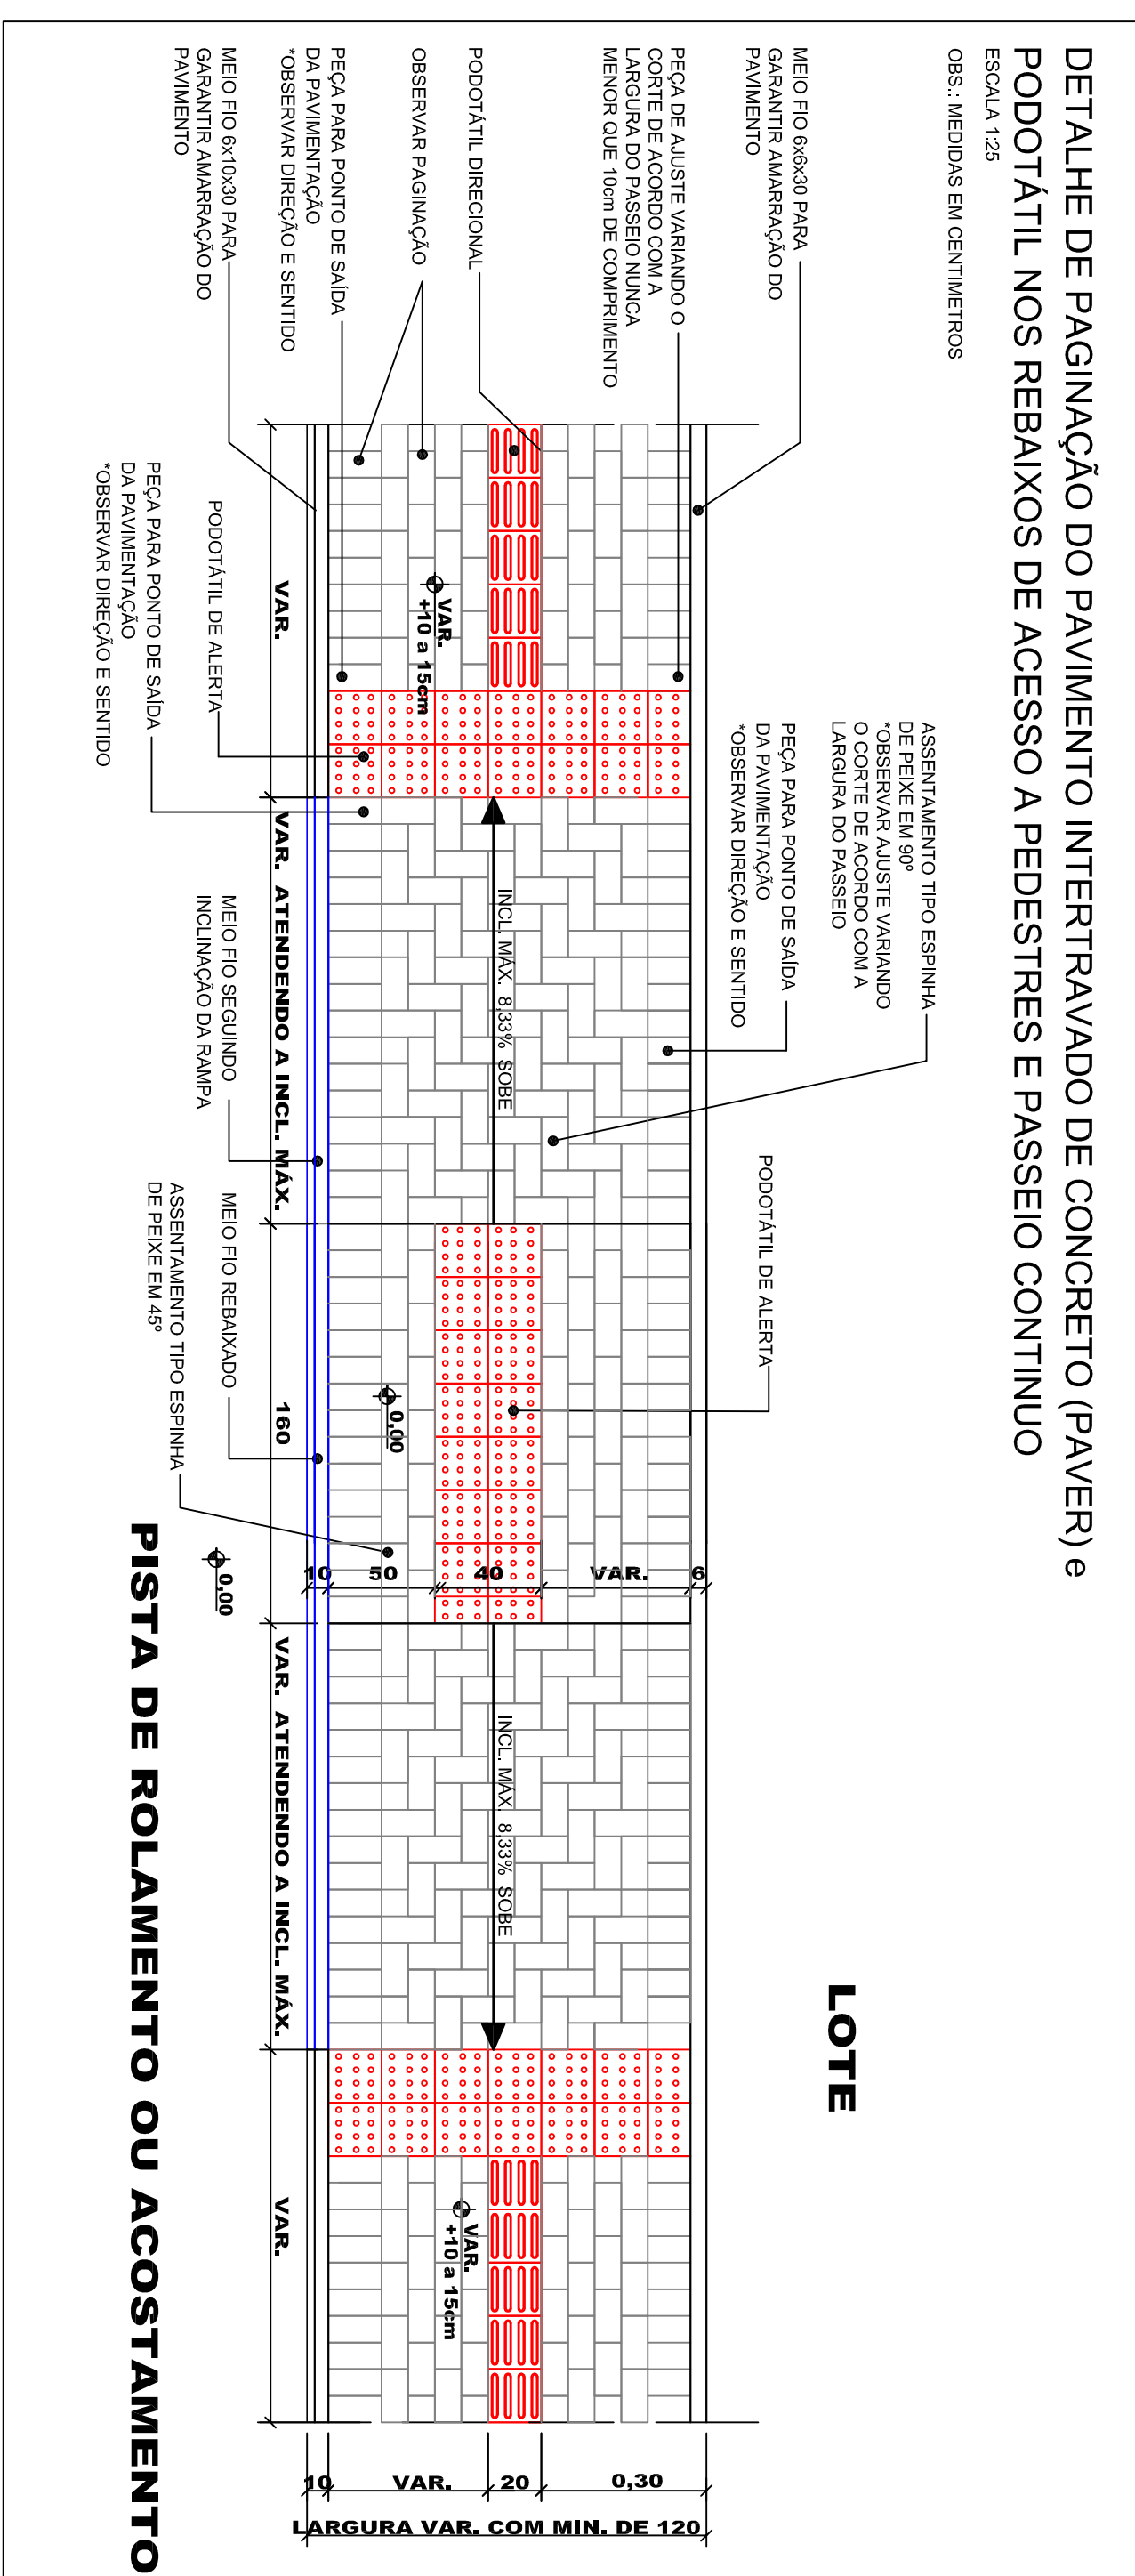 DETALHE DE PAGINAÇÃO DO PAVIMENTO INTERTRAVADO DE CONCRETO (PAVER) e
PODOTÁTIL NOS REBAIXOS DE ACESSO A PEDESTRES E PASSEIO CONTINUO
ESCALA 1:25
OBS.: MEDIDAS EM CENTIMETROS
ASSENTAMENTO TIPO ESPINHA
DE PEIXE EM 90º
*OBSERVAR AJUSTE VARIANDO
O CORTE DE ACORDO COM A
LARGURA DO PASSEIO
LOTE
MEIO FIO 6x6x30 PARA
GARANTIR AMARRAÇÃO DO
PAVIMENTO
PEÇA PARA PONTO DE SAÍDA
DA PAVIMENTAÇÃO
*OBSERVAR DIREÇÃO E SENTIDO
PODOTÁTIL DE ALERTA
PEÇA DE AJUSTE VARIANDO O
CORTE DE ACORDO COM A
LARGURA DO PASSEIO NUNCA
MENOR QUE 10cm DE COMPRIMENTO
PODOTÁTIL DIRECIONAL
OBSERVAR PAGINAÇÃO
PEÇA PARA PONTO DE SAÍDA
DA PAVIMENTAÇÃO
*OBSERVAR DIREÇÃO E SENTIDO
MEIO FIO 6x10x30 PARA
GARANTIR AMARRAÇÃO DO
PAVIMENTO
VAR.
+10 a 15cm
INCL. MÁX. 8,33% SOBE
0,00
6
VAR.
40
50
10
INCL. MÁX. 8,33% SOBE
VAR.
+10 a 15cm
0,30
20
VAR.
10
LARGURA VAR. COM MIN. DE 120
VAR.
VAR. ATENDENDO A INCL. MÁX.
160
VAR. ATENDENDO A INCL. MÁX.
VAR.
PODOTÁTIL DE ALERTA
PEÇA PARA PONTO DE SAÍDA
DA PAVIMENTAÇÃO
*OBSERVAR DIREÇÃO E SENTIDO
MEIO FIO SEGUINDO
INCLINAÇÃO DA RAMPA
MEIO FIO REBAIXADO
ASSENTAMENTO TIPO ESPINHA
DE PEIXE EM 45º
0,00
PISTA DE ROLAMENTO OU ACOSTAMENTO